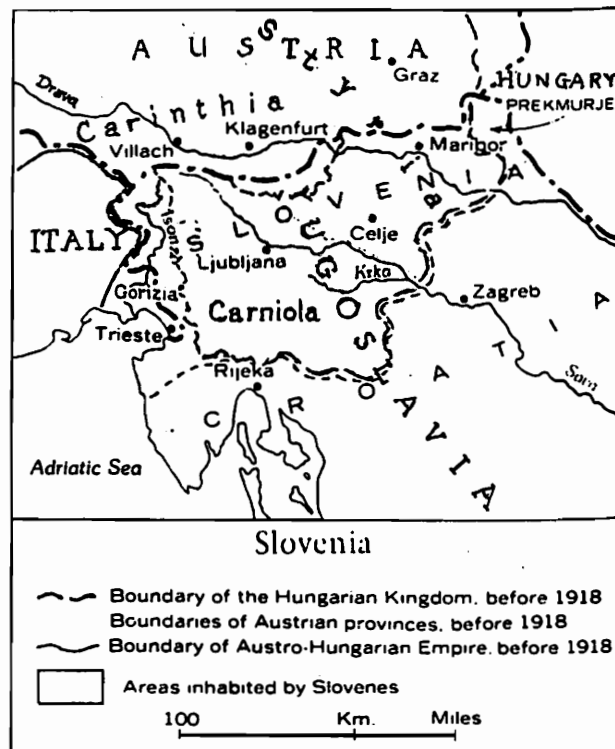 AUSTRIA
STYRIA
Graz
HUNGARY
PREKMURJE
Drava
Carinthia
Klagenfurt
Villach
Maribor
SLOVENIA
ITALY
Isonzo
Celje
Ljubljana
Krka
Gorizia
Carniola
Zagreb
Trieste
YUGOSLAVIA
Rijeka
CROATIA
Adriatic Sea
Slovenia
Boundary of the Hungarian Kingdom, before 1918
Boundaries of Austrian provinces, before 1918
Boundary of Austro-Hungarian Empire, before 1918
Areas inhabited by Slovenes
100 Km. Miles